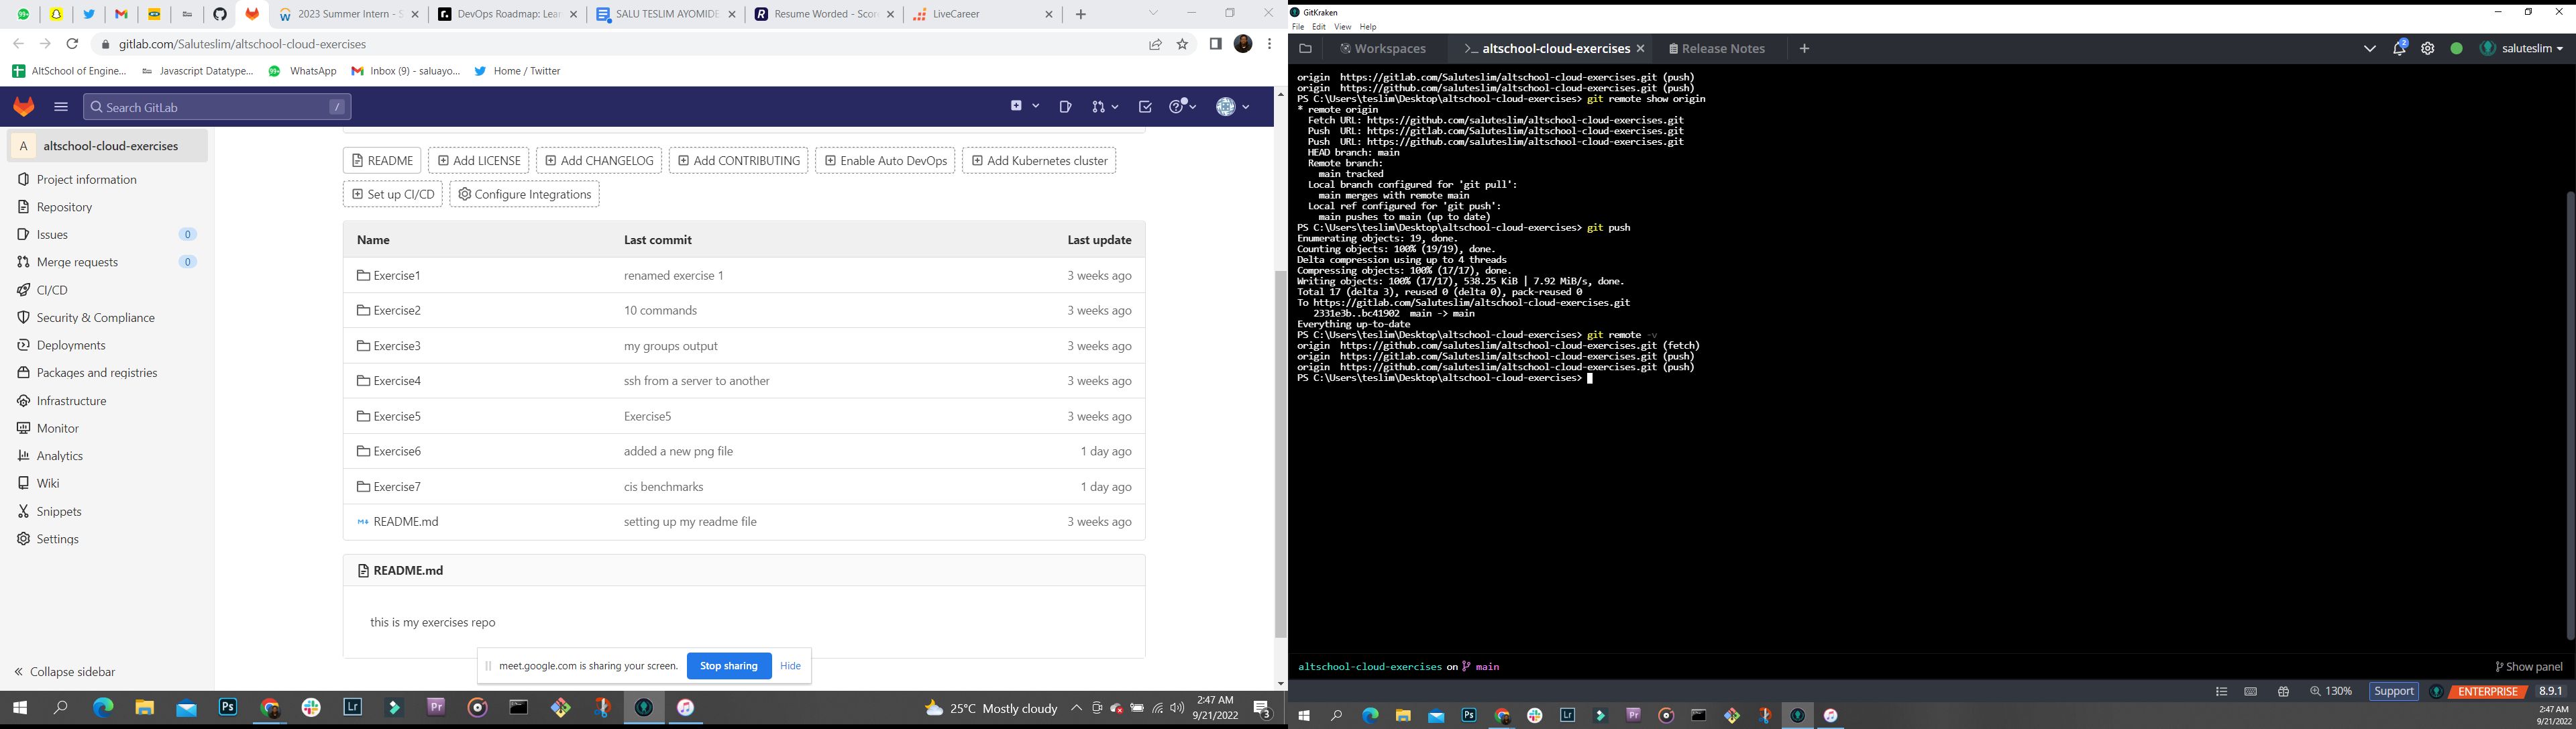 99+
2023 Summer Intern - S
DevOps Roadmap: Lear
SALU TESLIM AYOMIDE
Resume Worded - Scor
LiveCareer
gitlab.com/Saluteslim/altschool-cloud-exercises
AltSchool of Engine...
Javascript Datatype...
WhatsApp
Inbox (9) - saluayo...
Home / Twitter
Search GitLab
/
A altschool-cloud-exercises
Project information
Repository
Issues 0
Merge requests 0
CI/CD
Security & Compliance
Deployments
Packages and registries
Infrastructure
Monitor
Analytics
Wiki
Snippets
Settings
Collapse sidebar
README Add LICENSE Add CHANGELOG Add CONTRIBUTING Enable Auto DevOps Add Kubernetes cluster
Set up CI/CD Configure Integrations
Name Last commit Last update
Exercise1 renamed exercise 1 3 weeks ago
Exercise2 10 commands 3 weeks ago
Exercise3 my groups output 3 weeks ago
Exercise4 ssh from a server to another 3 weeks ago
Exercise5 Exercise5 3 weeks ago
Exercise6 added a new png file 1 day ago
Exercise7 cis benchmarks 1 day ago
README.md setting up my readme file 3 weeks ago
README.md
this is my exercises repo
meet.google.com is sharing your screen. Stop sharing Hide
Ps
Lr
Pr
25°C Mostly cloudy
2:47 AM
9/21/2022
3
GitKraken
File Edit View Help
Workspaces
>_ altschool-cloud-exercises
Release Notes
2
saluteslim
origin https://gitlab.com/Saluteslim/altschool-cloud-exercises.git (push)
origin https://github.com/saluteslim/altschool-cloud-exercises.git (push)
PS C:\Users\teslim\Desktop\altschool-cloud-exercises> git remote show origin
* remote origin
Fetch URL: https://github.com/saluteslim/altschool-cloud-exercises.git
Push URL: https://gitlab.com/Saluteslim/altschool-cloud-exercises.git
Push URL: https://github.com/saluteslim/altschool-cloud-exercises.git
HEAD branch: main
Remote branch:
main tracked
Local branch configured for 'git pull':
main merges with remote main
Local ref configured for 'git push':
main pushes to main (up to date)
PS C:\Users\teslim\Desktop\altschool-cloud-exercises> git push
Enumerating objects: 19, done.
Counting objects: 100% (19/19), done.
Delta compression using up to 4 threads
Compressing objects: 100% (17/17), done.
Writing objects: 100% (17/17), 538.25 KiB | 7.92 MiB/s, done.
Total 17 (delta 3), reused 0 (delta 0), pack-reused 0
To https://gitlab.com/Saluteslim/altschool-cloud-exercises.git
2331e3b..bc41902 main -> main
Everything up-to-date
PS C:\Users\teslim\Desktop\altschool-cloud-exercises> git remote -v
origin https://github.com/saluteslim/altschool-cloud-exercises.git (fetch)
origin https://gitlab.com/Saluteslim/altschool-cloud-exercises.git (push)
origin https://github.com/saluteslim/altschool-cloud-exercises.git (push)
PS C:\Users\teslim\Desktop\altschool-cloud-exercises>
altschool-cloud-exercises on main
Show panel
130%
Support
ENTERPRISE
8.9.1
Ps
Lr
Pr
2:47 AM
9/21/2022